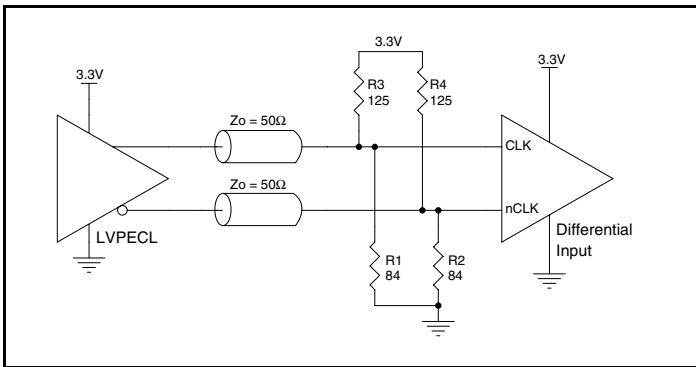 3.3V
3.3V
3.3V
R3
125
R4
125
Zo = 50Ω
CLK
Zo = 50Ω
nCLK
LVPECL
Differential
Input
R1
84
R2
84